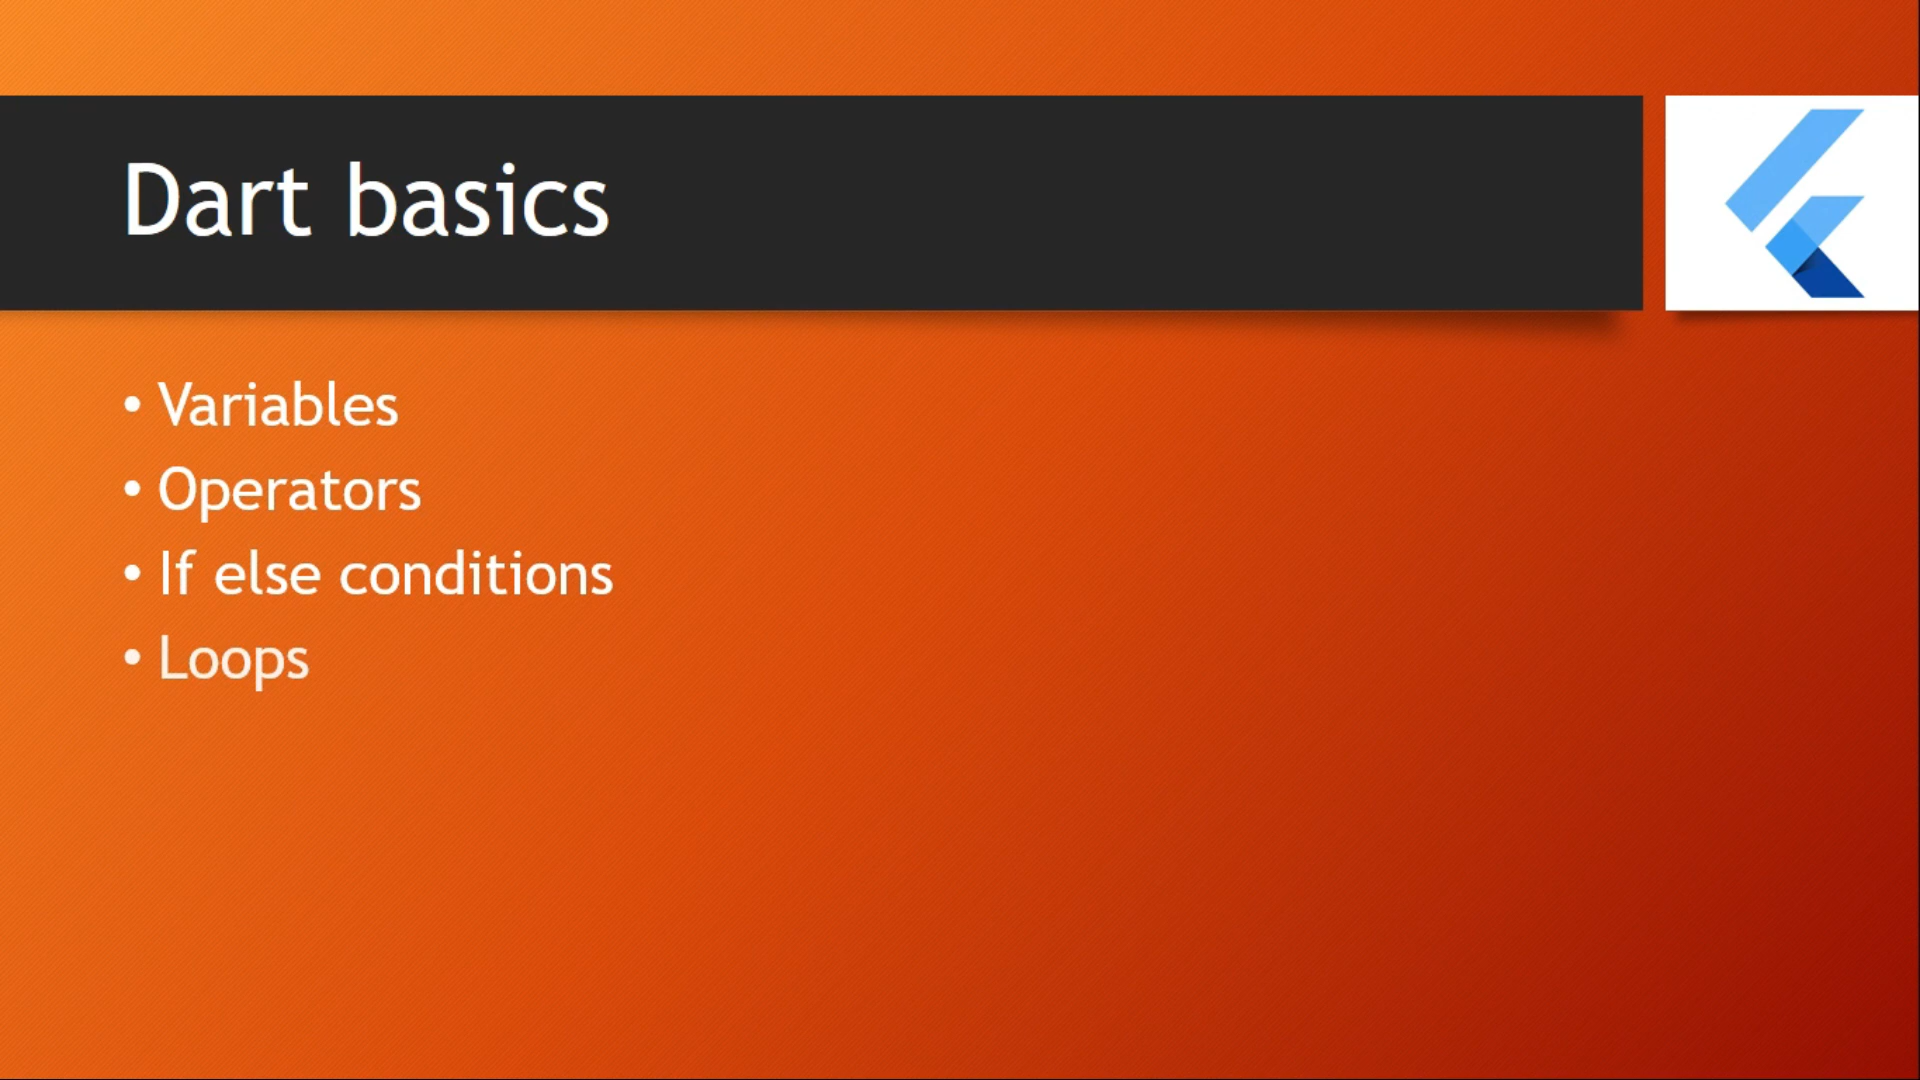 Dart basics
• Variables
• Operators
• If else conditions
• Loops